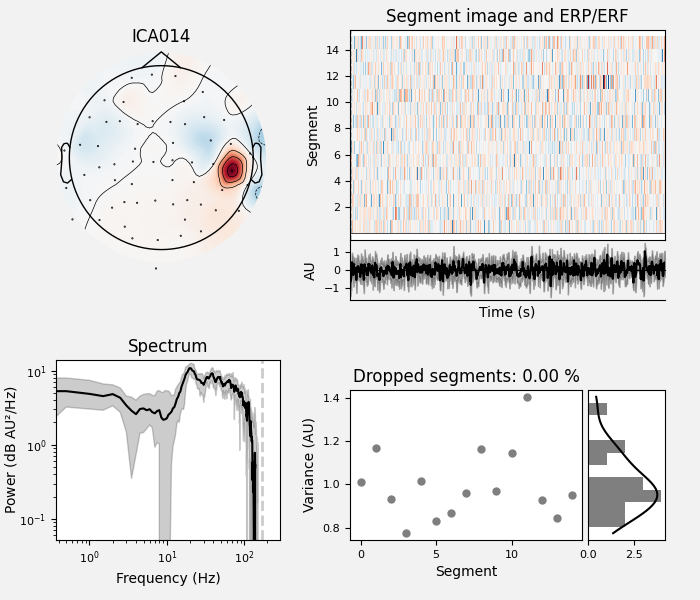 ICA014
Segment image and ERP/ERF
Segment
14
12
10
8
6
4
2
AU
1
0
−1
Time (s)
Spectrum
Power (dB AU²/Hz)
10¹
10⁰
10⁻¹
10⁰
10¹
10²
Frequency (Hz)
Dropped segments: 0.00 %
Variance (AU)
1.4
1.2
1.0
0.8
0
5
10
Segment
0.0
2.5